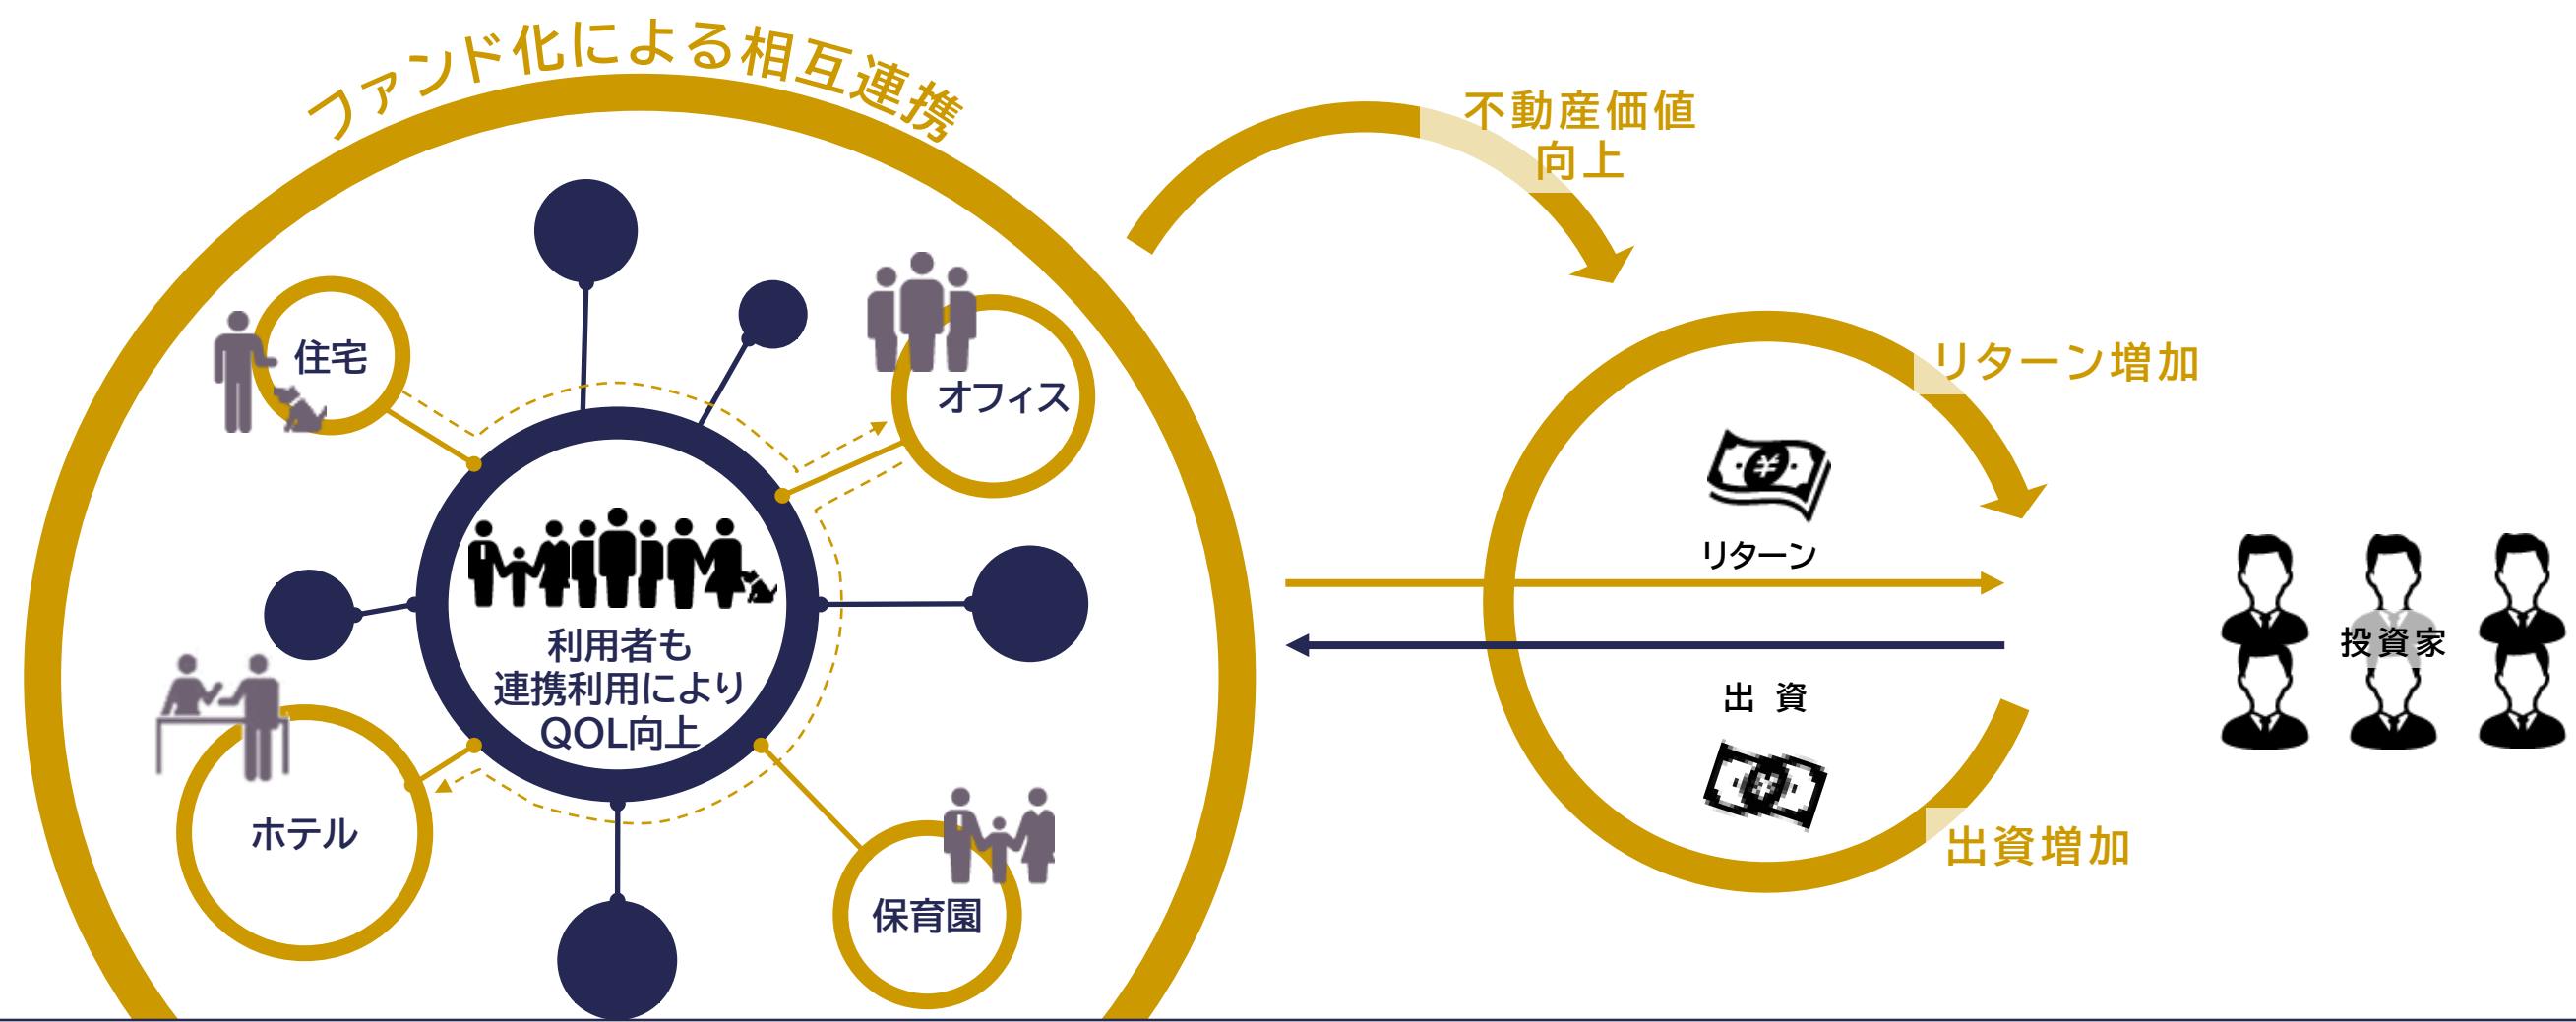 ファンド化による相互連携
不動産価値
向上
住宅
オフィス
リターン増加
リターン
利用者も
連携利用により
QOL向上
投資家
出 資
ホテル
保育園
出資増加